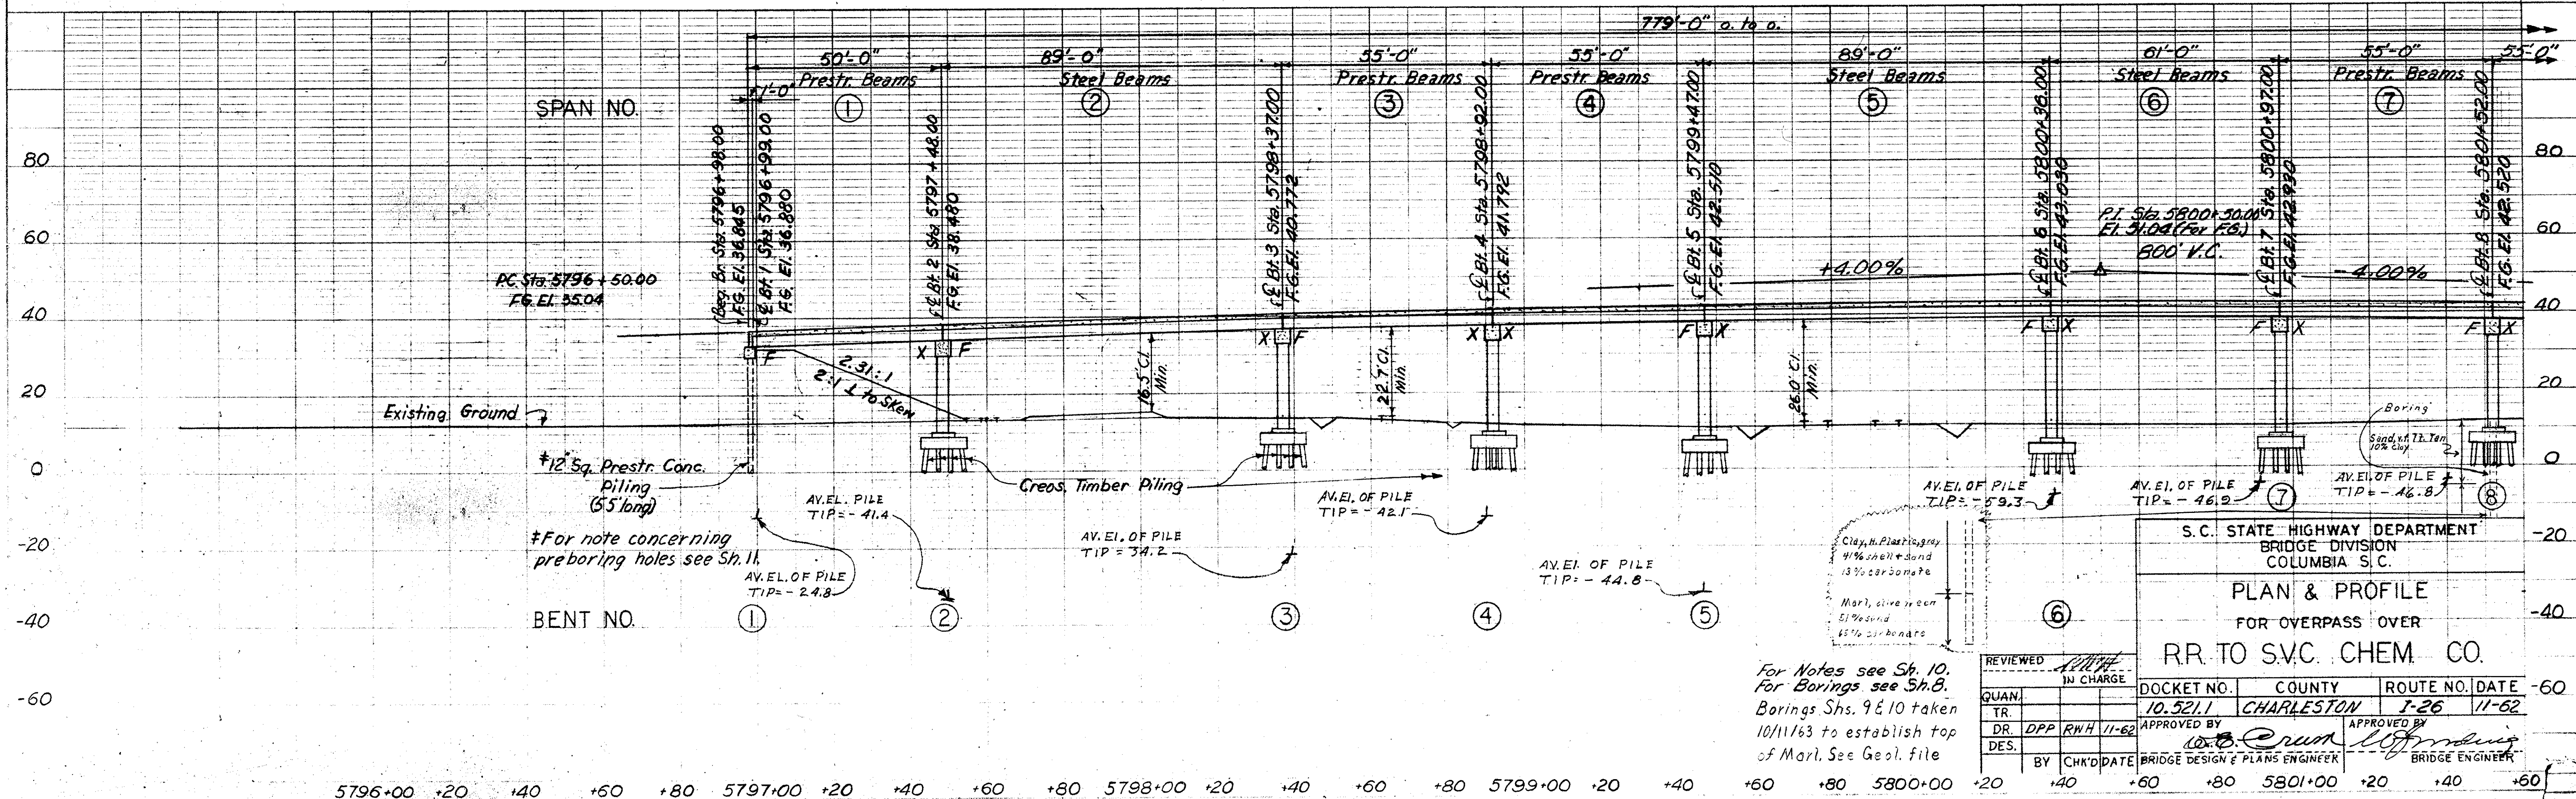 779'-0" o. to o.
50'-0"
89'-0"
55'-0"
55'-0"
89'-0"
61'-0"
55'-0"
55'-0"
Prestr. Beams
Steel Beams
Prestr. Beams
Prestr. Beams
Steel Beams
Steel Beams
Prestr. Beams
1'-0"
SPAN NO.
1
2
3
4
5
6
7
Beg. Br. Sta. 5796+98.00
F.G. El. 36.845
℄ Bt. 1 Sta. 5796+99.00
F.G. El. 36.880
℄ Bt. 2 Sta. 5797+48.00
F.G. El. 38.480
℄ Bt. 3 Sta. 5798+37.00
F.G. El. 40.772
℄ Bt. 4 Sta. 5798+92.00
F.G. El. 41.792
℄ Bt. 5 Sta. 5799+47.00
F.G. El. 42.510
℄ Bt. 6 Sta. 5800+36.00
F.G. El. 43.030
℄ Bt. 7 Sta. 5800+97.00
F.G. El. 42.930
℄ Bt. 8 Sta. 5801+52.00
F.G. El. 42.520
80
60
40
20
0
-20
-40
-60
80
60
40
20
0
-20
-40
-60
P.C. Sta. 5796+50.00
F.G. El. 35.04
P.I. Sta. 5800+50.00
El. 51.04 (For F.G.)
800' V.C.
+4.00%
-4.00%
F
X F
X F
X X
F X
F X
F X
F X
2.31:1
2:1 ⊥ to Skew
16.5' Cl.
Min.
22.7' Cl.
Min.
26.0' Cl.
Min.
Existing Ground
‡12" Sq. Prestr. Conc.
Piling
(55' long)
‡For note concerning
preboring holes see Sh. 11.
Creos. Timber Piling
Boring
10% clay
AV. EL. OF PILE
TIP = - 24.8
AV. EL. PILE
TIP = - 41.4
AV. El. OF PILE
TIP = 34.2
AV. El. OF PILE
TIP = - 42.1
AV. El. OF PILE
TIP = - 44.8
AV. El. OF PILE
TIP = - 59.3
AV. El. OF PILE
TIP = - 46.9
AV. El. OF PILE
TIP = - 46.8
Clay, H. Plastic, gray
41% shell + sand
13% carbonate
Marl, olive green
51% sand
65% carbonate
BENT NO.
1
2
3
4
5
6
7
8
For Notes see Sh. 10.
For Borings see Sh. 8.
Borings Shs. 9 & 10 taken
10/11/63 to establish top
of Marl. See Geol. file
S.C. STATE HIGHWAY DEPARTMENT
BRIDGE DIVISION
COLUMBIA S.C.
PLAN & PROFILE
FOR OVERPASS OVER
R.R. TO S.V.C. CHEM. CO.
DOCKET NO. COUNTY ROUTE NO. DATE
10.521.1 CHARLESTON I-26 11-62
REVIEWED
IN CHARGE
QUAN.
TR.
DR. DPP RWH 11-62
DES.
BY CHK'D DATE
APPROVED BY
BRIDGE DESIGN & PLANS ENGINEER
APPROVED BY
BRIDGE ENGINEER
5796+00 +20 +40 +60 +80 5797+00 +20 +40 +60 +80 5798+00 +20 +40 +60 +80 5799+00 +20 +40 +60 +80 5800+00 +20 +40 +60 +80 5801+00 +20 +40 +60